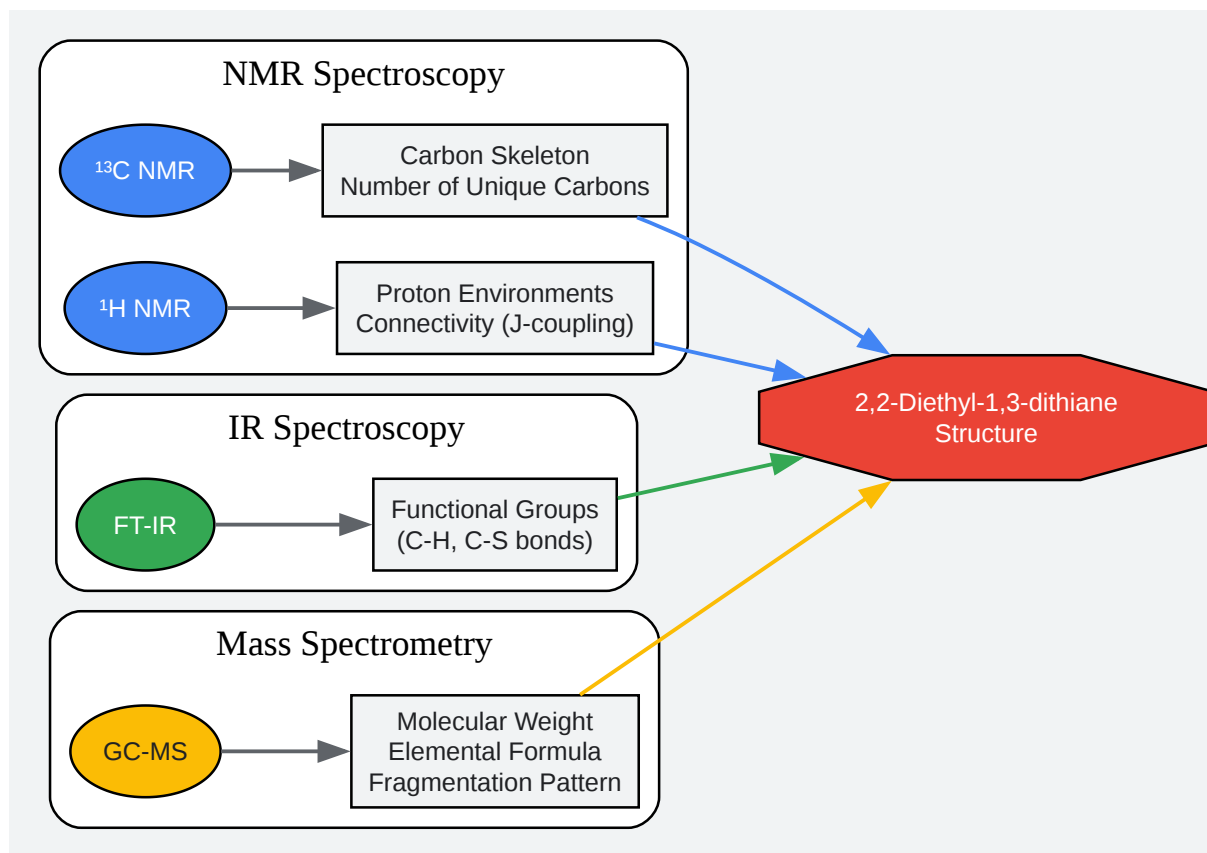 NMR Spectroscopy
¹³C NMR
Carbon Skeleton
Number of Unique Carbons
¹H NMR
Proton Environments
Connectivity (J-coupling)
2,2-Diethyl-1,3-dithiane
Structure
IR Spectroscopy
FT-IR
Functional Groups
(C-H, C-S bonds)
Mass Spectrometry
GC-MS
Molecular Weight
Elemental Formula
Fragmentation Pattern